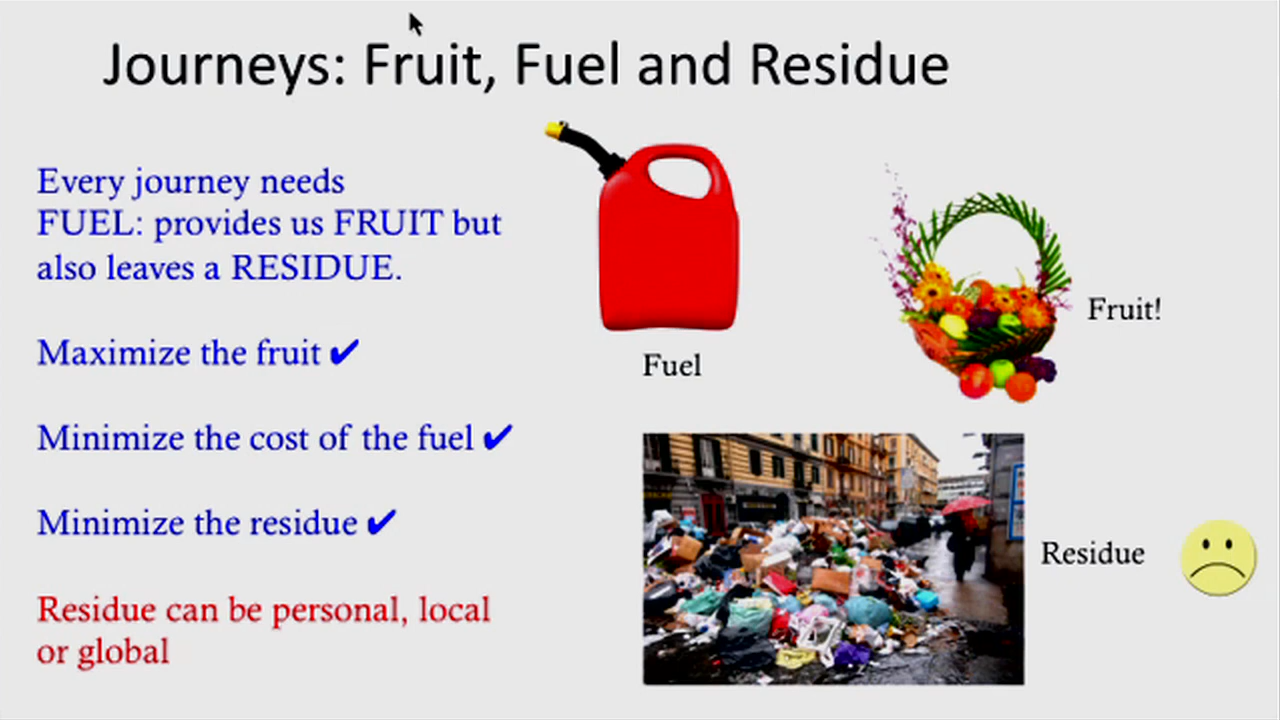 Journeys: Fruit, Fuel and Residue
Every journey needs
FUEL: provides us FRUIT but
also leaves a RESIDUE.
Maximize the fruit ✔
Minimize the cost of the fuel ✔
Minimize the residue ✔
Residue can be personal, local
or global
Fuel
Fruit!
Residue